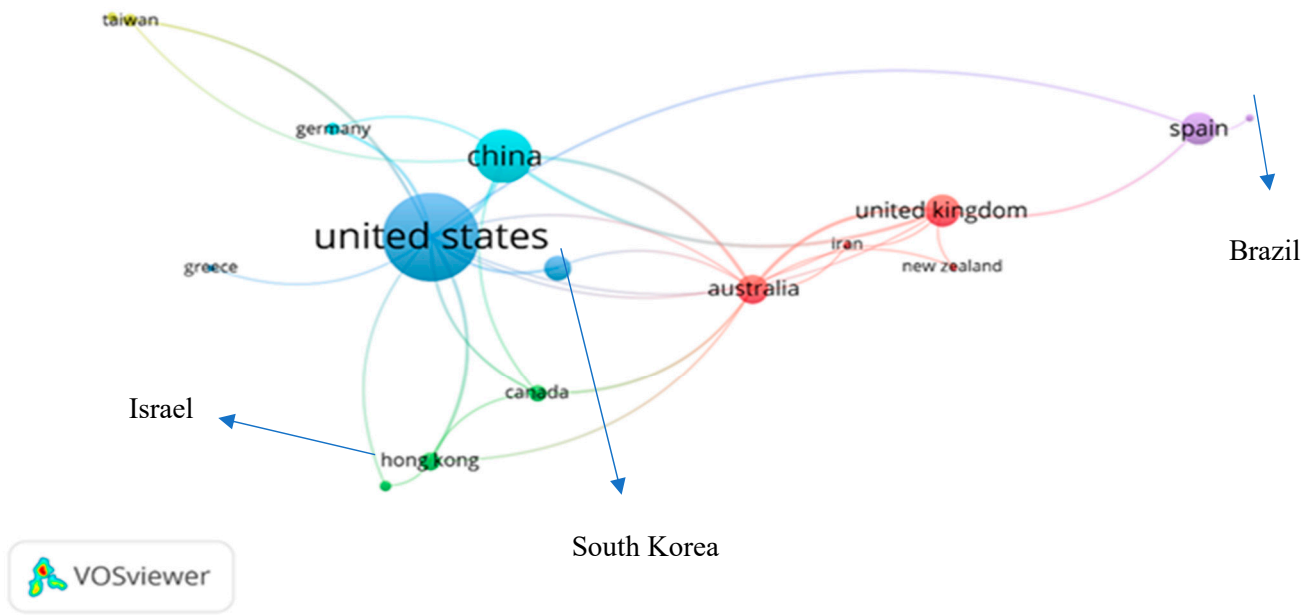 taiwan
germany
china
spain
united kingdom
united states
iran
Brazil
greece
new zealand
australia
canada
Israel
hong kong
South Korea
VOSviewer